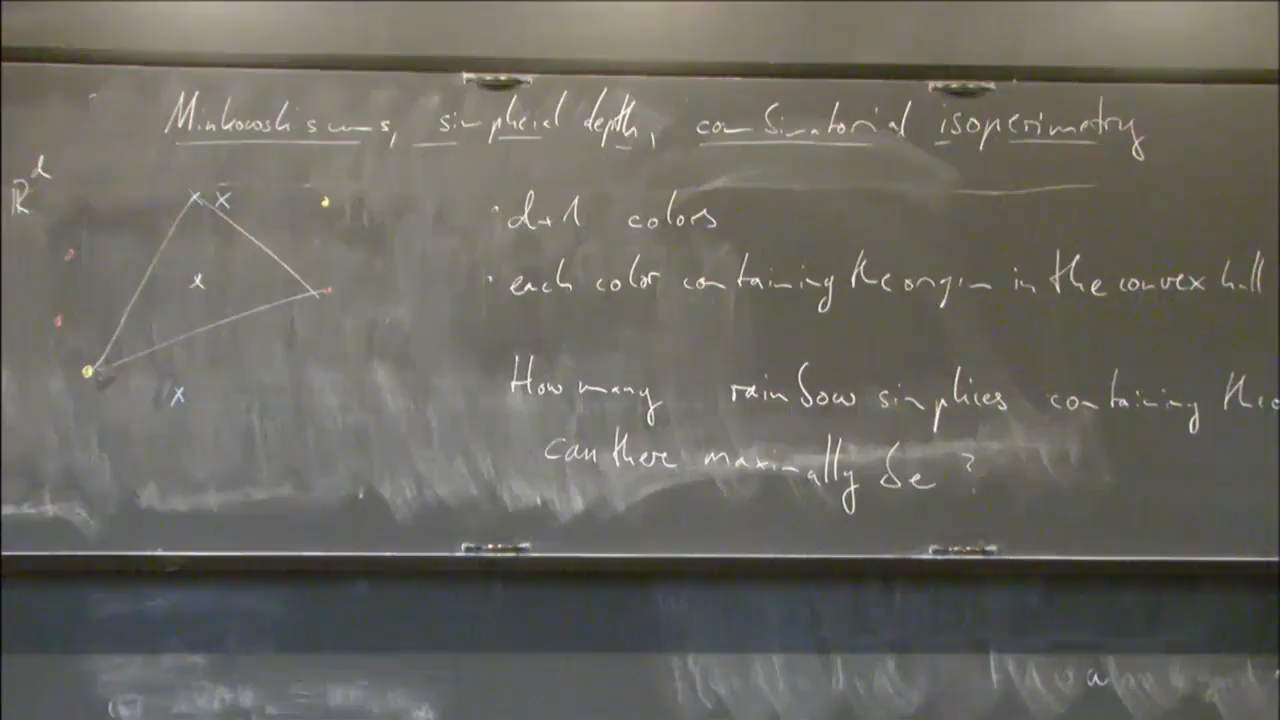 Minkowski sums, simplicial depth, combinatorial isoperimetry
ℝᵈ
· d+1 colors
· each color containing the origin in the convex hull
How many rainbow simplices containing the
can there maximally be ?